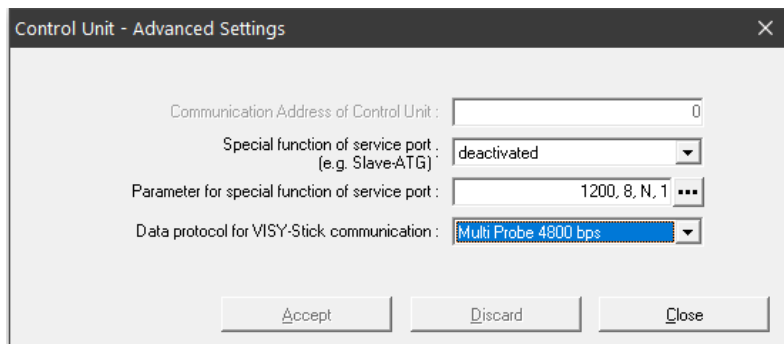 Control Unit - Advanced Settings
Communication Address of Control Unit : 0
Special function of service port .
(e.g. Slave-ATG) ˙ deactivated
Parameter for special function of service port : 1200, 8, N, 1 ...
Data protocol for VISY-Stick communication : Multi Probe 4800 bps
Accept Discard Close